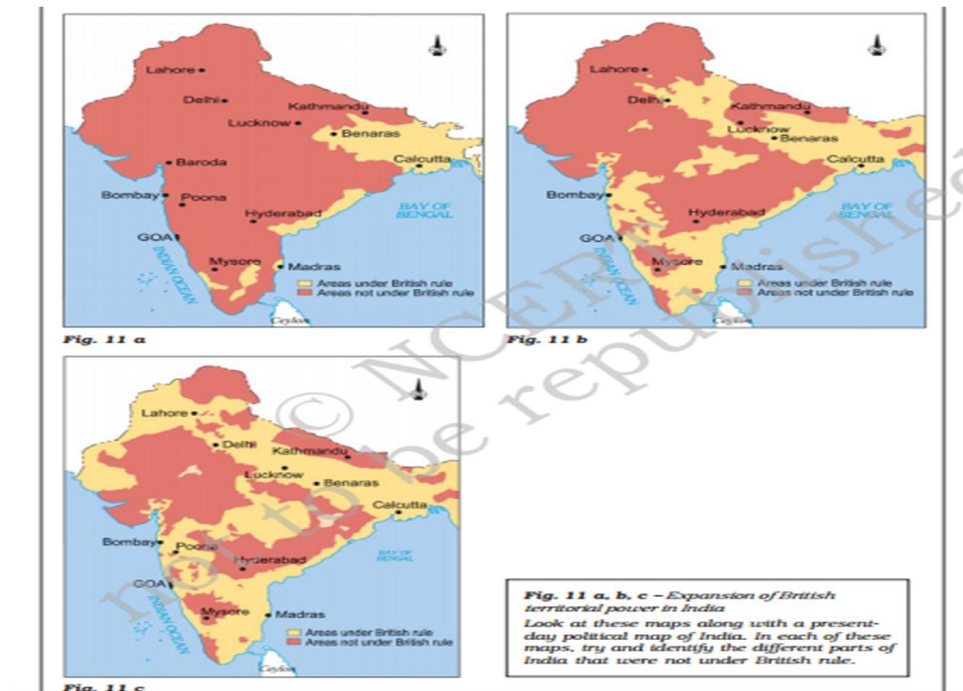 Lahore
Delhi
Kathmandu
Lucknow
Benaras
Calcutta
Baroda
Bombay
Poona
Hyderabad
BAY OF
BENGAL
GOA
INDIAN OCEAN
Mysore
Madras
Areas under British rule
Areas not under British rule
Ceylon
Fig. 11 a
Lahore
Delhi
Kathmandu
Lucknow
Benaras
Calcutta
Bombay
Hyderabad
BAY OF
BENGAL
GOA
INDIAN OCEAN
Mysore
Madras
Areas under British rule
Areas not under British rule
Ceylon
Fig. 11 b
Lahore
Delhi
Kathmandu
Lucknow
Benaras
Calcutta
Bombay
Poona
Hyderabad
BAY OF
BENGAL
GOA
INDIAN OCEAN
Mysore
Madras
Areas under British rule
Areas not under British rule
Ceylon
Fig. 11 c
Fig. 11 a, b, c – Expansion of British
territorial power in India
Look at these maps along with a present-
day political map of India. In each of these
maps, try and identify the different parts of
India that were not under British rule.
© NCERT
not to be republished